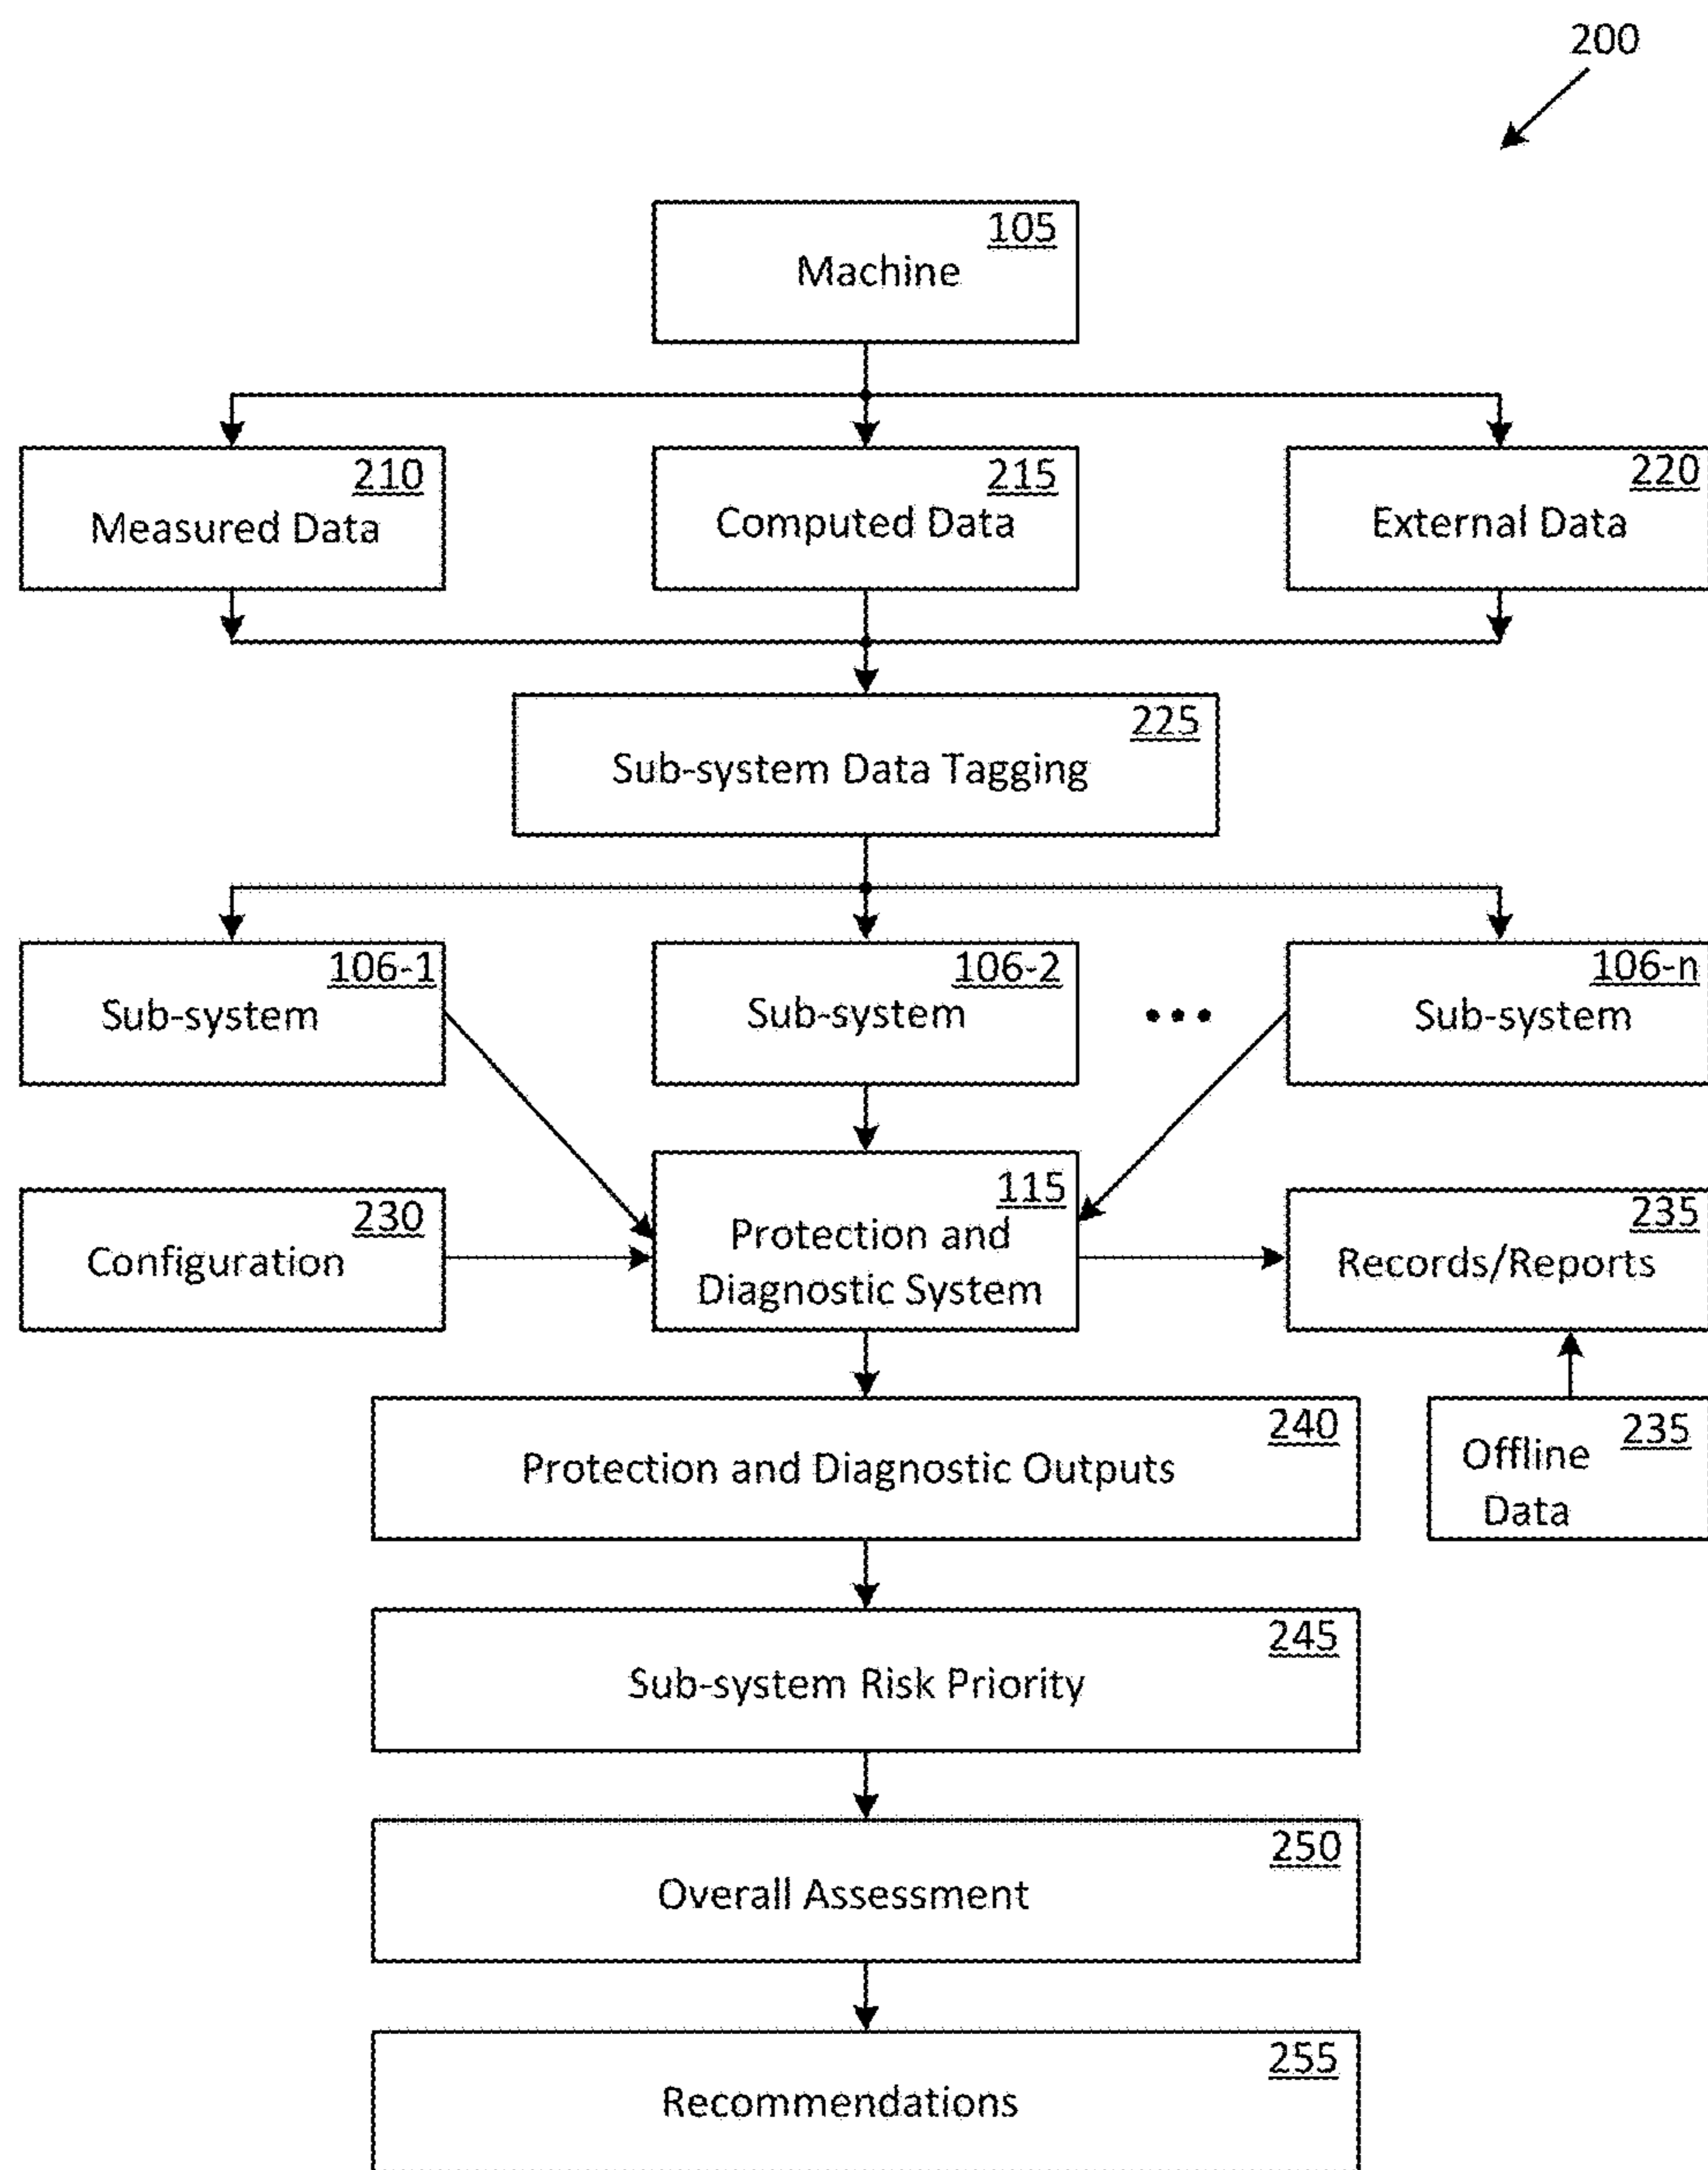 200
105
Machine
210
Measured Data
215
Computed Data
220
External Data
225
Sub-system Data Tagging
106-1
Sub-system
106-2
Sub-system
106-n
Sub-system
...
230
Configuration
115
Protection and
Diagnostic System
235
Records/Reports
240
Protection and Diagnostic Outputs
235
Offline
Data
245
Sub-system Risk Priority
250
Overall Assessment
255
Recommendations